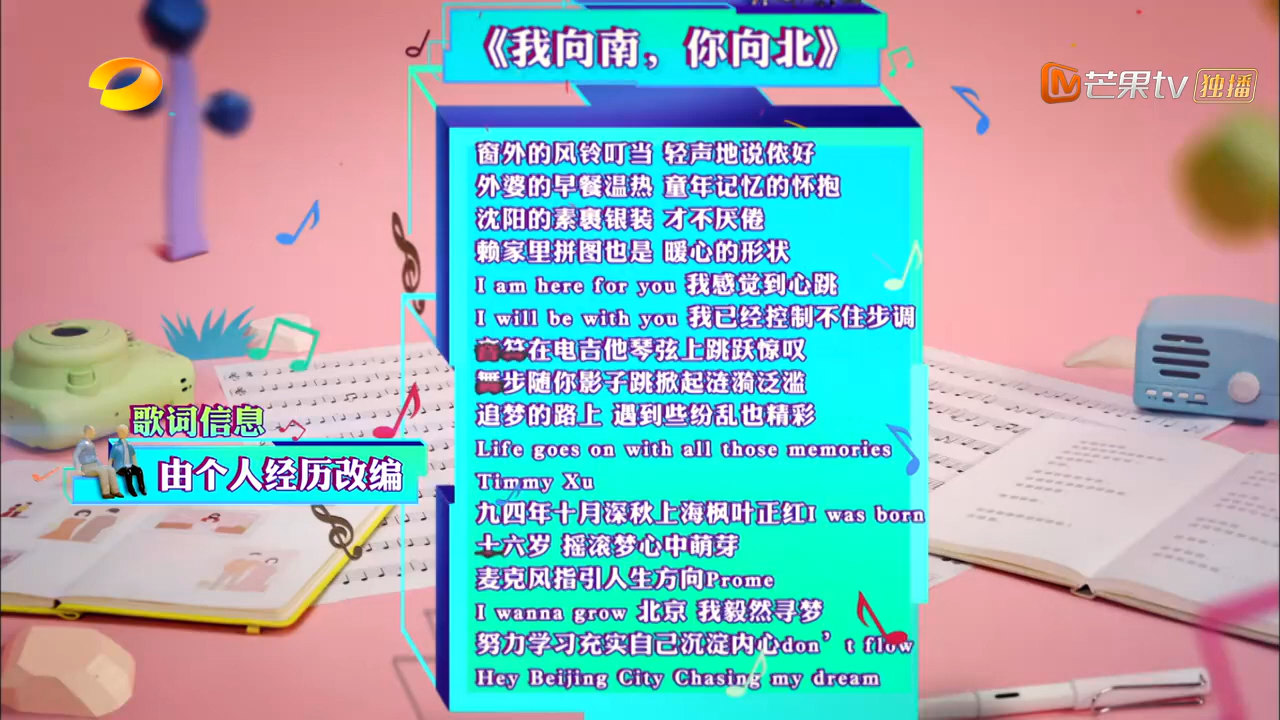 《我向南，你向北》
芒果tv 独播
窗外的风铃叮当 轻声地说侬好
外婆的早餐温热 童年记忆的怀抱
沈阳的素裹银装 才不厌倦
赖家里拼图也是 暖心的形状
I am here for you 我感觉到心跳
I will be with you 我已经控制不住步调
音符在电吉他琴弦上跳跃惊叹
舞步随你影子跳掀起涟漪泛滥
追梦的路上 遇到些纷乱也精彩
Life goes on with all those memories
Timmy Xu
九四年十月深秋上海枫叶正红I was born
十六岁 摇滚梦心中萌芽
麦克风指引人生方向Prome
I wanna grow 北京 我毅然寻梦
努力学习充实自己沉淀内心don't flow
Hey Beijing City Chasing my dream
歌词信息
由个人经历改编